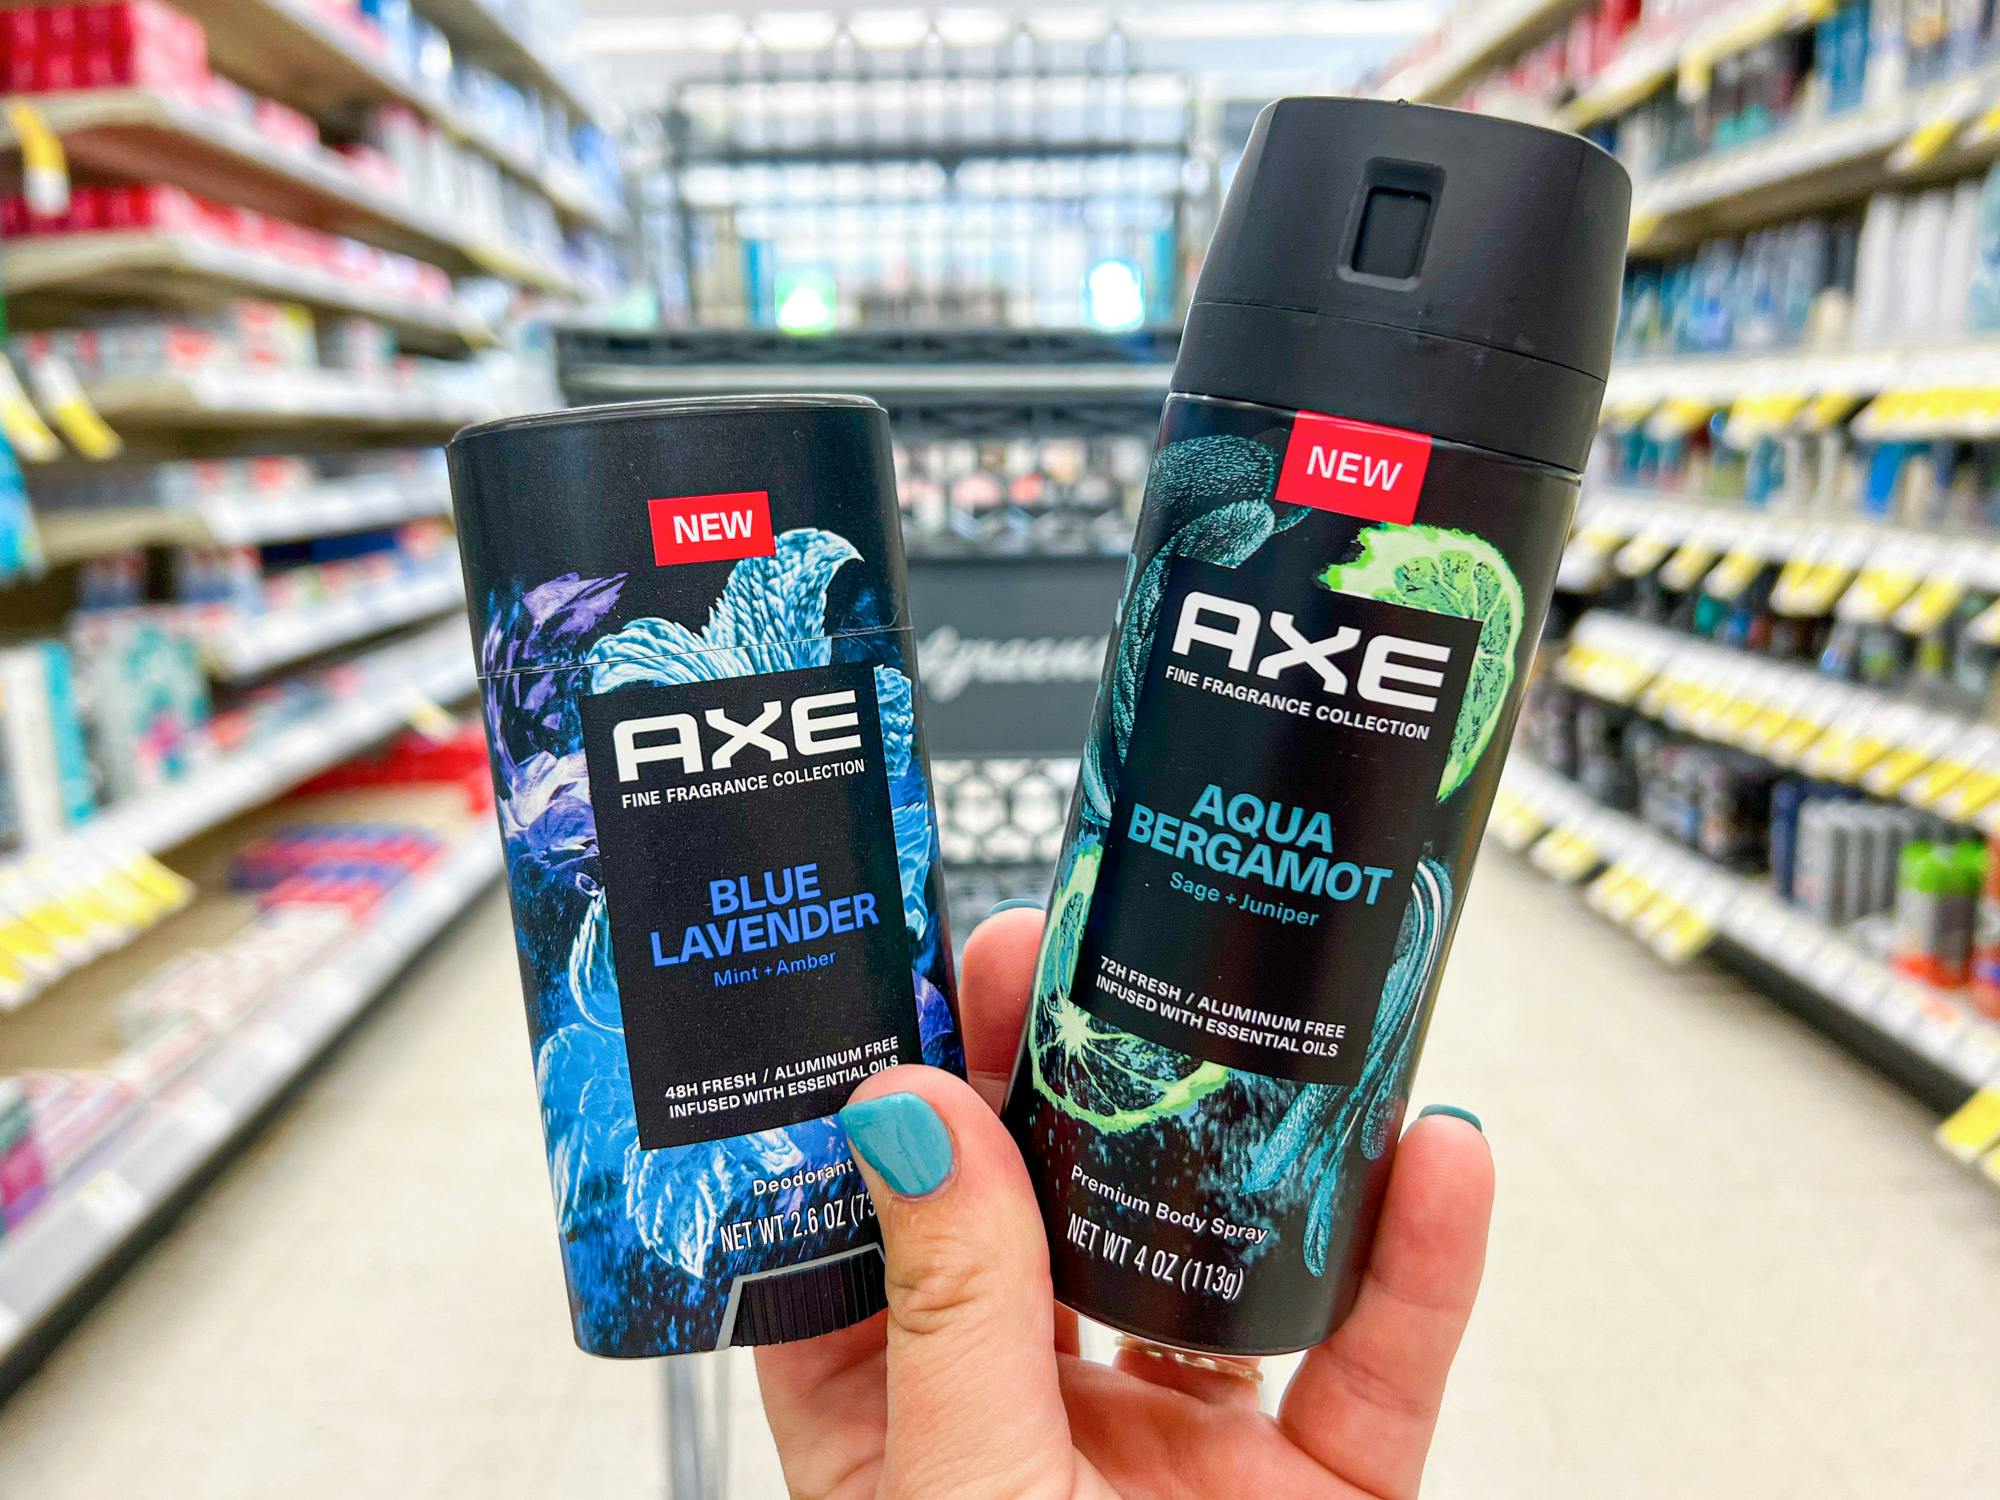 NEW
AXE
FINE FRAGRANCE COLLECTION
BLUE
LAVENDER
Mint + Amber
48H FRESH / ALUMINUM FREE
INFUSED WITH ESSENTIAL OILS
Deodorant
NET WT 2.6 OZ
NEW
AXE
FINE FRAGRANCE COLLECTION
AQUA
BERGAMOT
Sage + Juniper
72H FRESH / ALUMINUM FREE
INFUSED WITH ESSENTIAL OILS
Premium Body Spray
NET WT 4 OZ (113g)